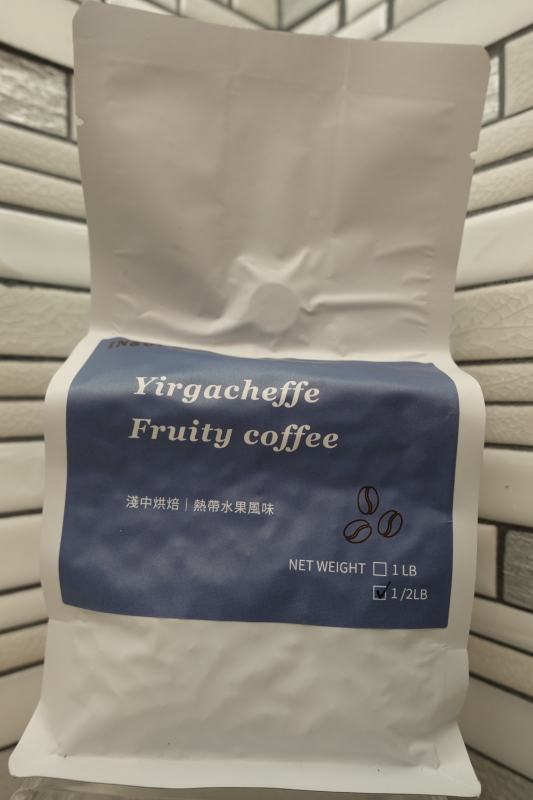 Yirgacheffe
Fruity coffee
淺中烘焙｜熱帶水果風味
NET WEIGHT ☐ 1 LB
☑ 1/2LB